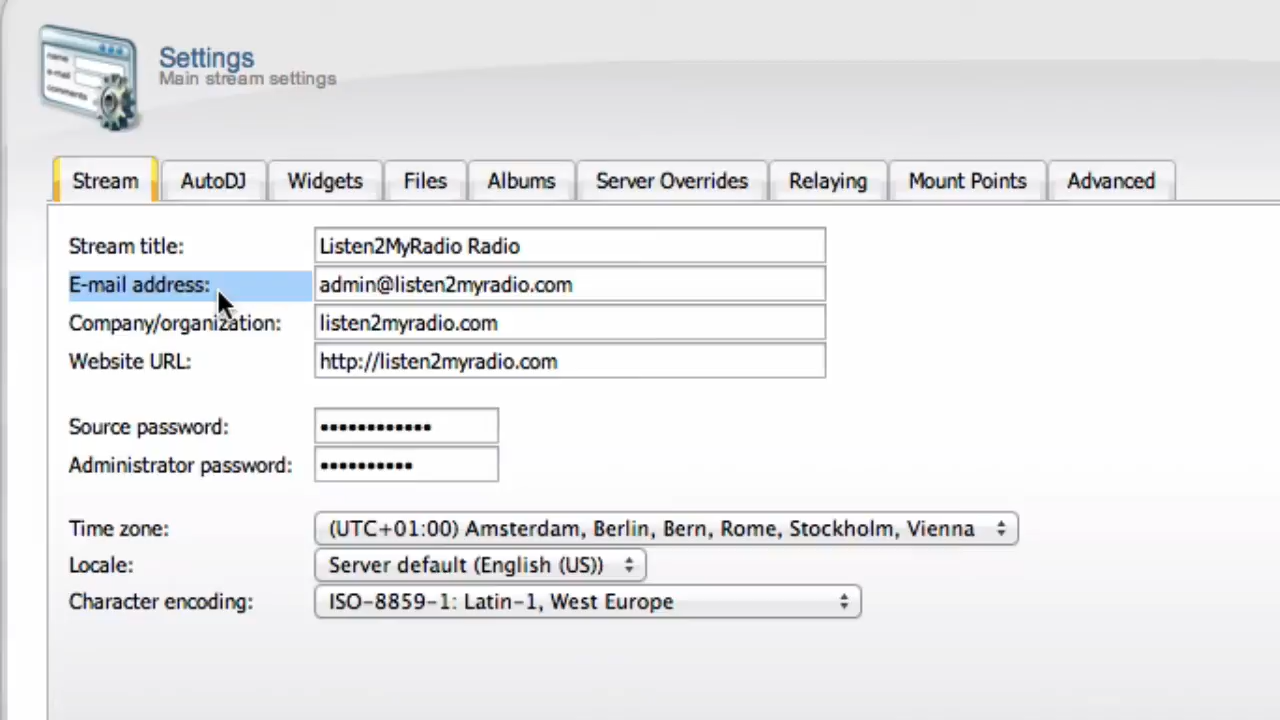 Settings
Main stream settings
name
e-mail
comments
Stream AutoDJ Widgets Files Albums Server Overrides Relaying Mount Points Advanced
Stream title: Listen2MyRadio Radio
E-mail address: admin@listen2myradio.com
Company/organization: listen2myradio.com
Website URL: http://listen2myradio.com
Source password: ••••••••••••
Administrator password: ••••••••••
Time zone: (UTC+01:00) Amsterdam, Berlin, Bern, Rome, Stockholm, Vienna
Locale: Server default (English (US))
Character encoding: ISO-8859-1: Latin-1, West Europe